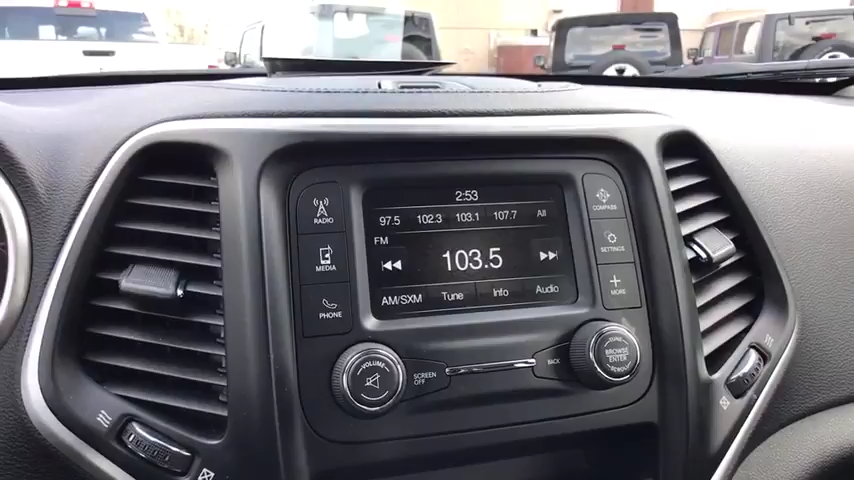 2:53
97.5 102.3 103.1 107.7 All
FM
103.5
AM/SXM Tune Info Audio
RADIO
MEDIA
PHONE
COMPASS
SETTINGS
MORE
VOLUME
SCREEN
OFF
BACK
TUNE
BROWSE
ENTER
SCROLL